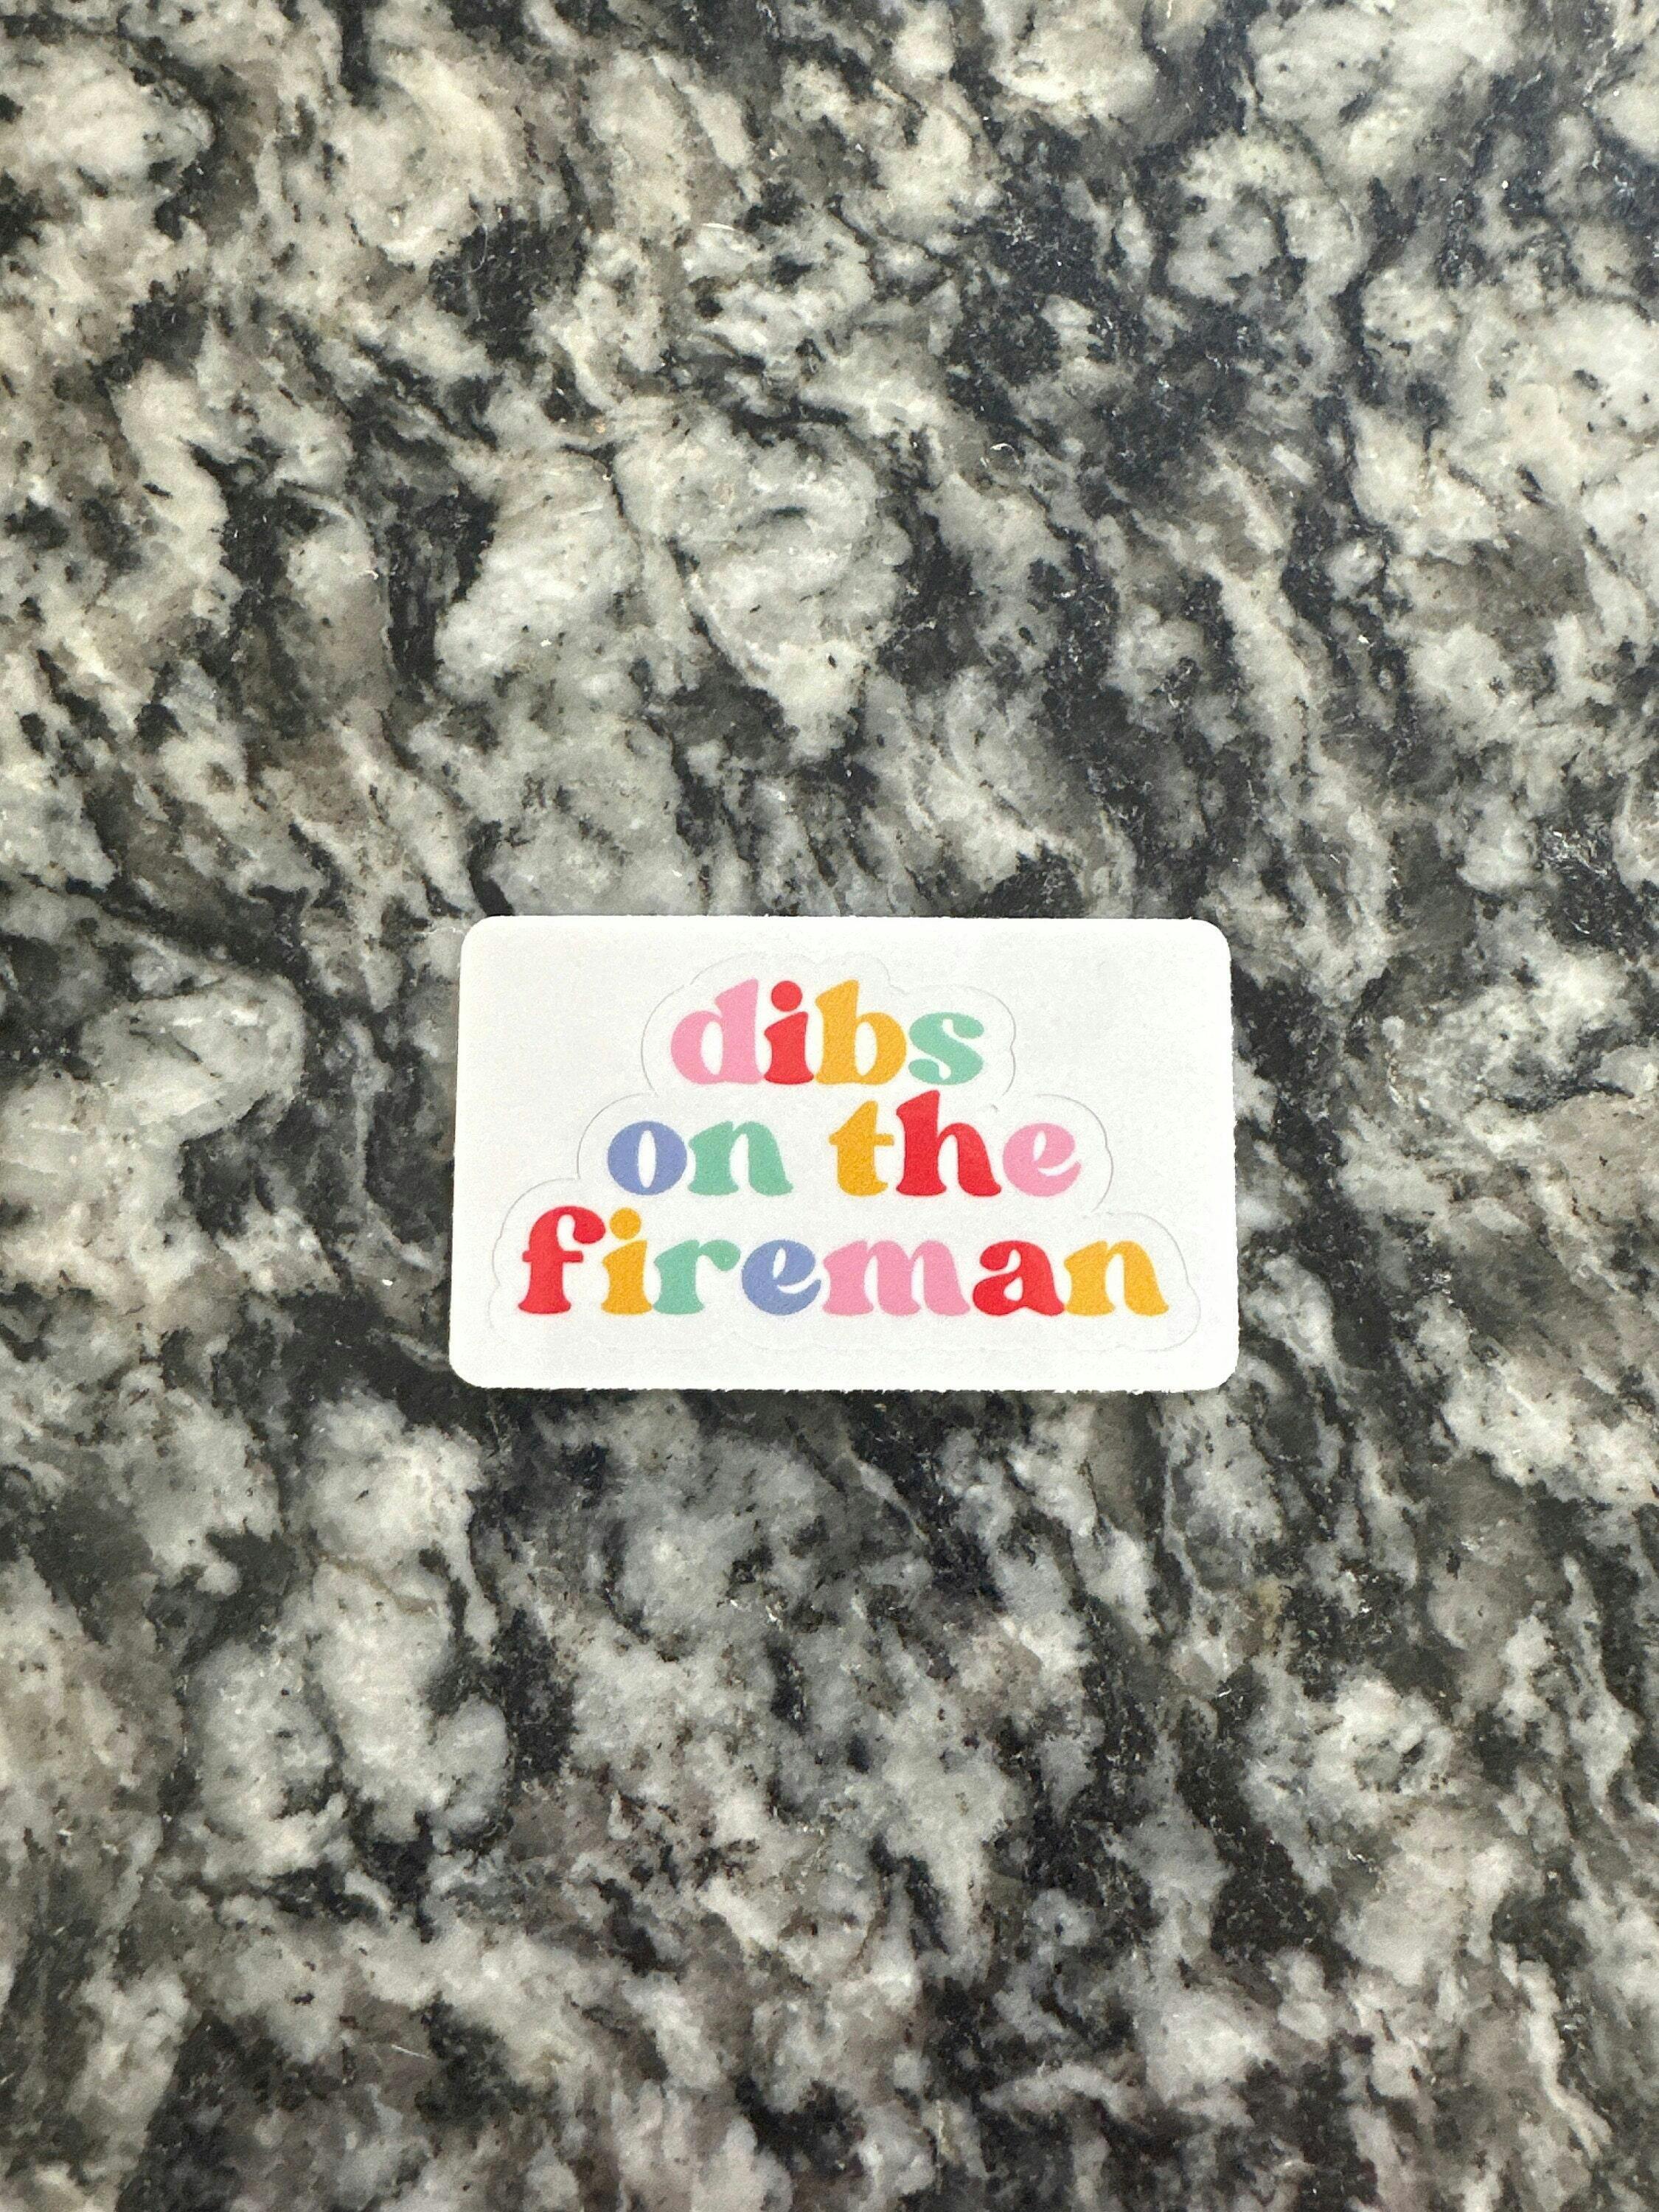 dibs
on the
fireman